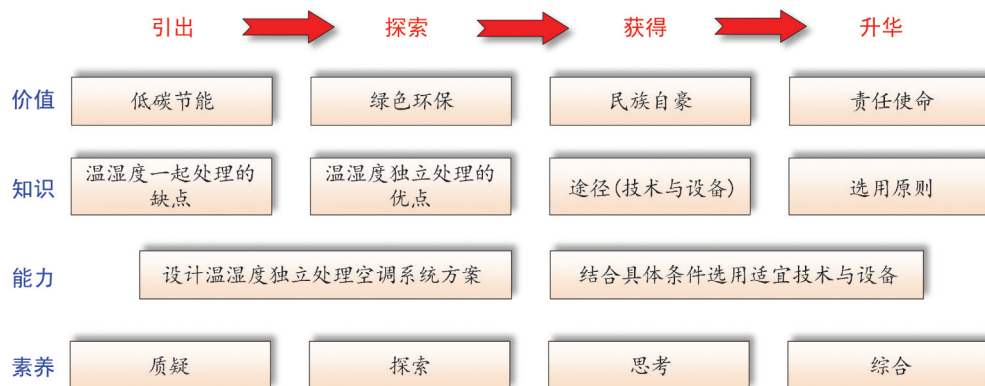 引出 探索 获得 升华
价值 低碳节能 绿色环保 民族自豪 责任使命
知识 温湿度一起处理的 温湿度独立处理的 途径(技术与设备) 选用原则
缺点 优点
能力 设计温湿度独立处理空调系统方案 结合具体条件选用适宜技术与设备
素养 质疑 探索 思考 综合